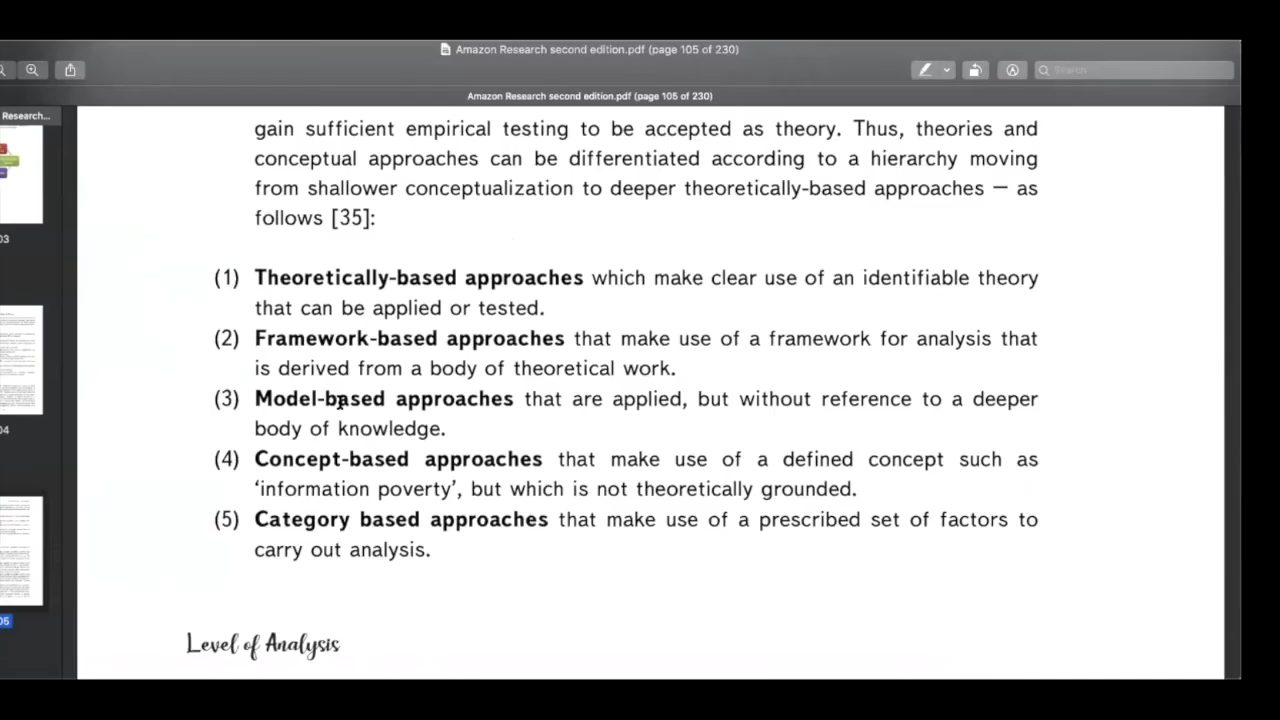 Amazon Research second edition.pdf (page 105 of 230)
Search
Amazon Research second edition.pdf (page 105 of 230)
Research...
gain sufficient empirical testing to be accepted as theory. Thus, theories and
conceptual approaches can be differentiated according to a hierarchy moving
from shallower conceptualization to deeper theoretically-based approaches — as
follows [35]:
03
(1) Theoretically-based approaches which make clear use of an identifiable theory
that can be applied or tested.
(2) Framework-based approaches that make use of a framework for analysis that
is derived from a body of theoretical work.
(3) Model-based approaches that are applied, but without reference to a deeper
body of knowledge.
04
(4) Concept-based approaches that make use of a defined concept such as
‘information poverty’, but which is not theoretically grounded.
(5) Category based approaches that make use of a prescribed set of factors to
carry out analysis.
05
Level of Analysis